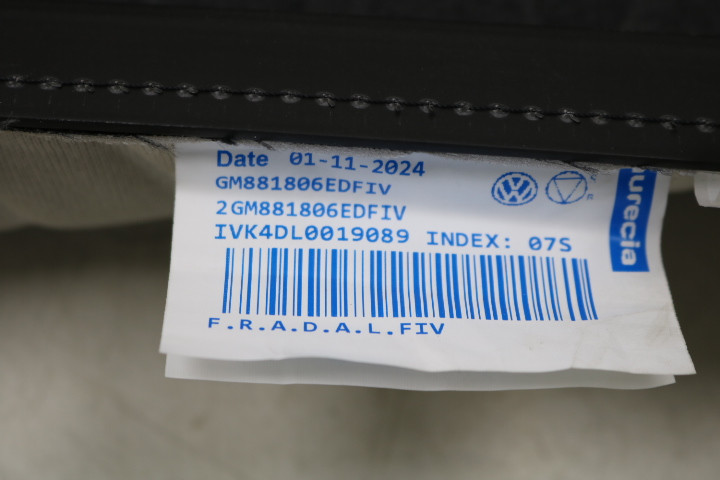 Date 01-11-2024
GM881806EDFIV
2GM881806EDFIV
IVK4DL0019089 INDEX: 07S
F.R.A.D.A.L.FIV
urecia